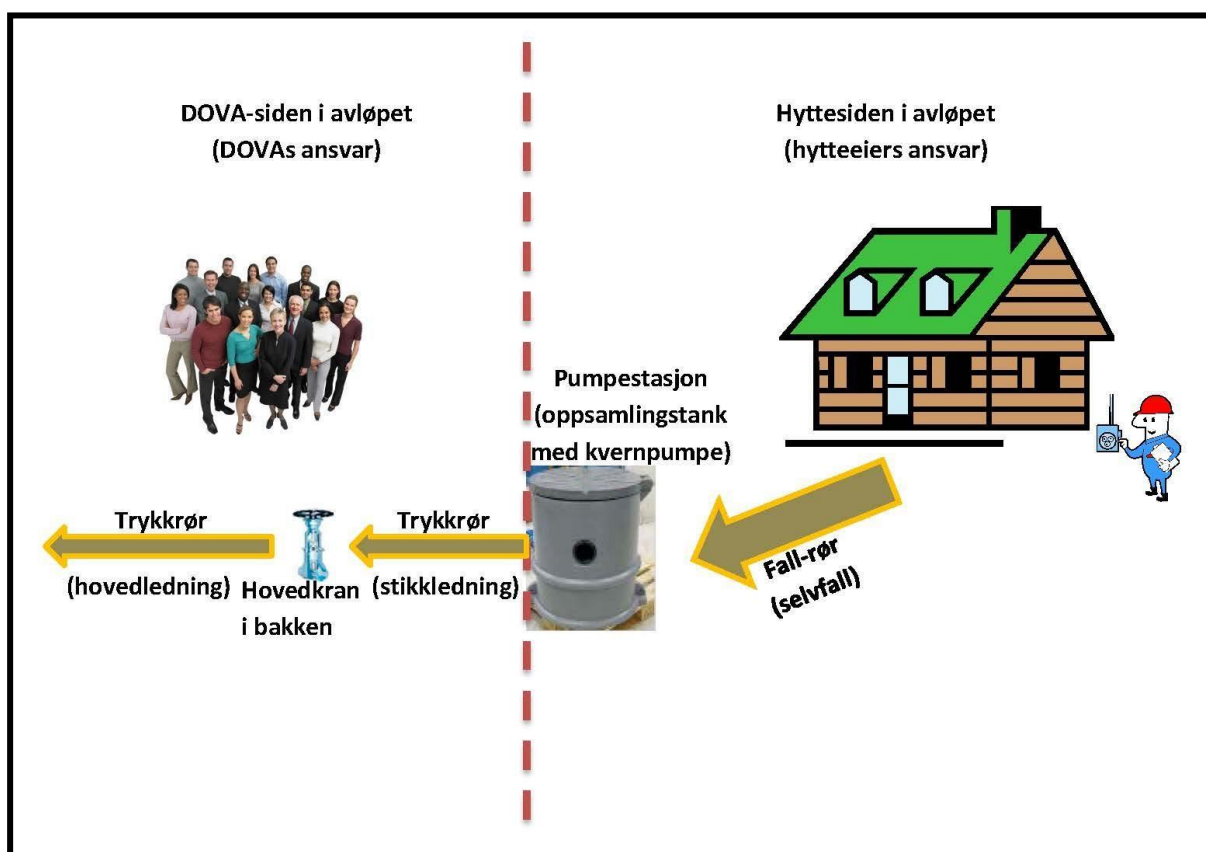 DOVA-siden i avløpet
(DOVAs ansvar)
Hyttesiden i avløpet
(hytteeiers ansvar)
Pumpestasjon
(oppsamlingstank
med kvernpumpe)
Trykkrør
(hovedledning)
Hovedkran
i bakken
Trykkrør
(stikkledning)
Fall-rør
(selvfall)